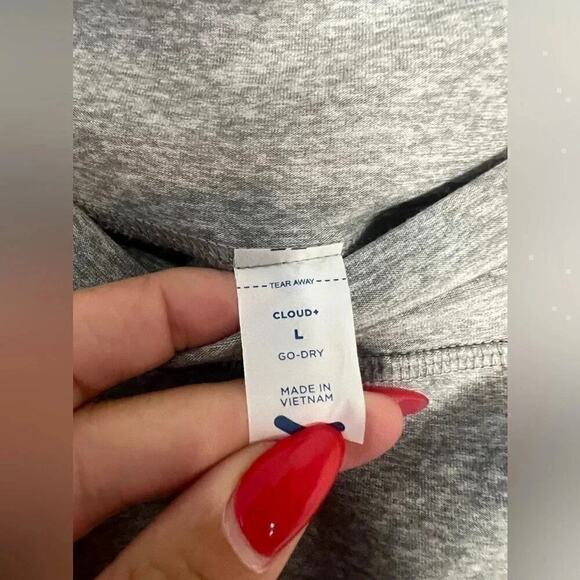 TEAR AWAY
CLOUD+
L
GO-DRY
MADE IN
VIETNAM